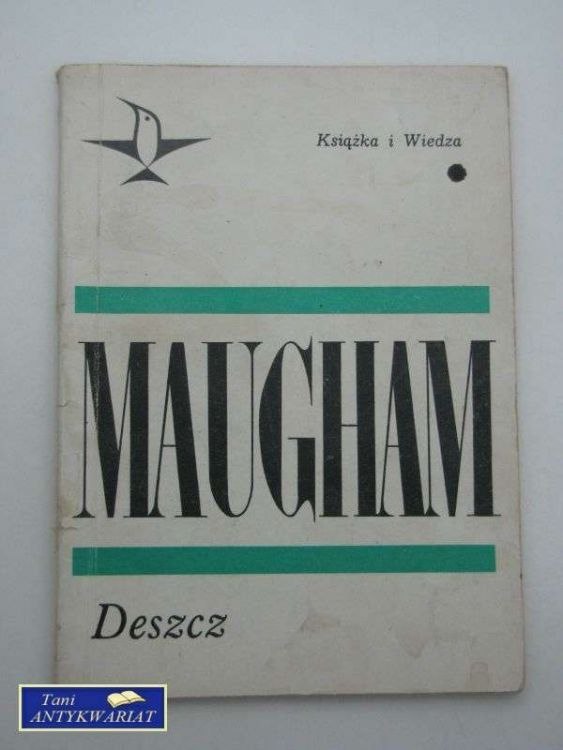 Książka i Wiedza
MAUGHAM
Deszcz
Tani
ANTYKWARIAT